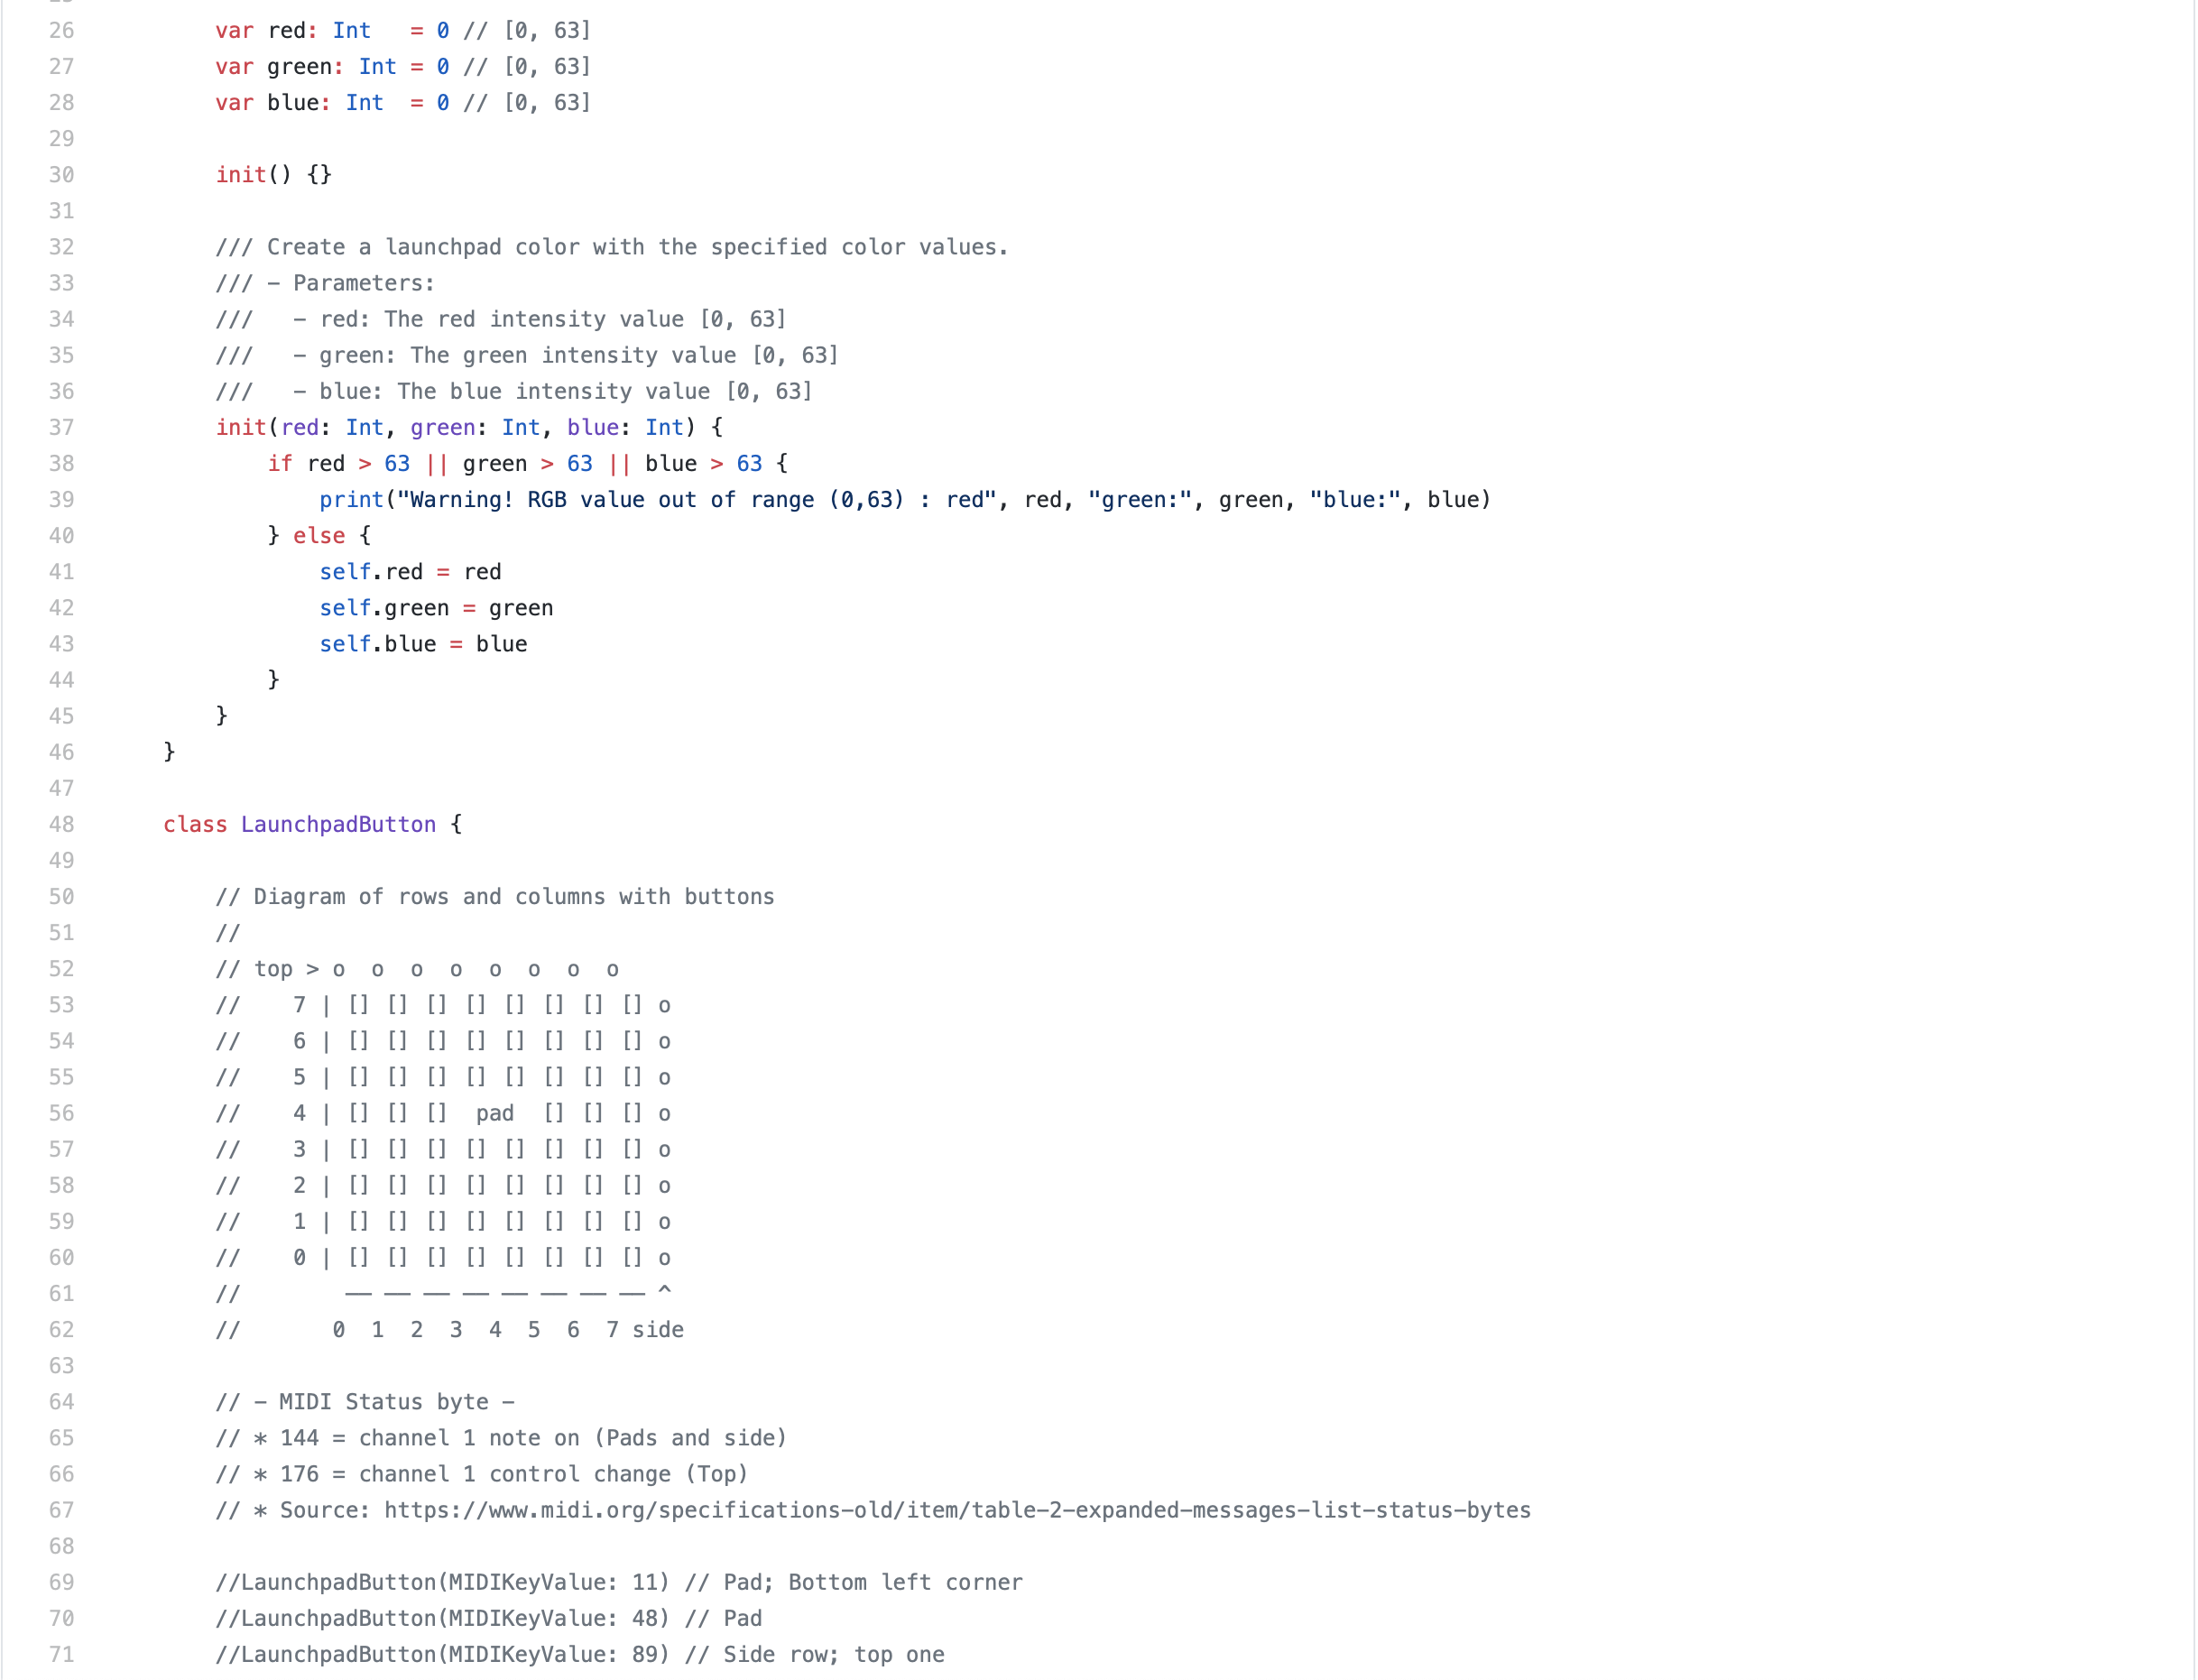 26 var red: Int   = 0 // [0, 63]
27 var green: Int = 0 // [0, 63]
28 var blue: Int  = 0 // [0, 63]
29
30 init() {}
31
32 /// Create a launchpad color with the specified color values.
33 /// - Parameters:
34 ///   - red: The red intensity value [0, 63]
35 ///   - green: The green intensity value [0, 63]
36 ///   - blue: The blue intensity value [0, 63]
37 init(red: Int, green: Int, blue: Int) {
38     if red > 63 || green > 63 || blue > 63 {
39         print("Warning! RGB value out of range (0,63) : red", red, "green:", green, "blue:", blue)
40     } else {
41         self.red = red
42         self.green = green
43         self.blue = blue
44     }
45 }
46 }
47
48 class LaunchpadButton {
49
50 // Diagram of rows and columns with buttons
51 //
52 // top > o  o  o  o  o  o  o  o
53 //    7 | [] [] [] [] [] [] [] [] o
54 //    6 | [] [] [] [] [] [] [] [] o
55 //    5 | [] [] [] [] [] [] [] [] o
56 //    4 | [] [] []  pad  [] [] [] o
57 //    3 | [] [] [] [] [] [] [] [] o
58 //    2 | [] [] [] [] [] [] [] [] o
59 //    1 | [] [] [] [] [] [] [] [] o
60 //    0 | [] [] [] [] [] [] [] [] o
61 //        —— —— —— —— —— —— —— —— ^
62 //       0  1  2  3  4  5  6  7 side
63
64 // - MIDI Status byte -
65 // * 144 = channel 1 note on (Pads and side)
66 // * 176 = channel 1 control change (Top)
67 // * Source: https://www.midi.org/specifications-old/item/table-2-expanded-messages-list-status-bytes
68
69 //LaunchpadButton(MIDIKeyValue: 11) // Pad; Bottom left corner
70 //LaunchpadButton(MIDIKeyValue: 48) // Pad
71 //LaunchpadButton(MIDIKeyValue: 89) // Side row; top one